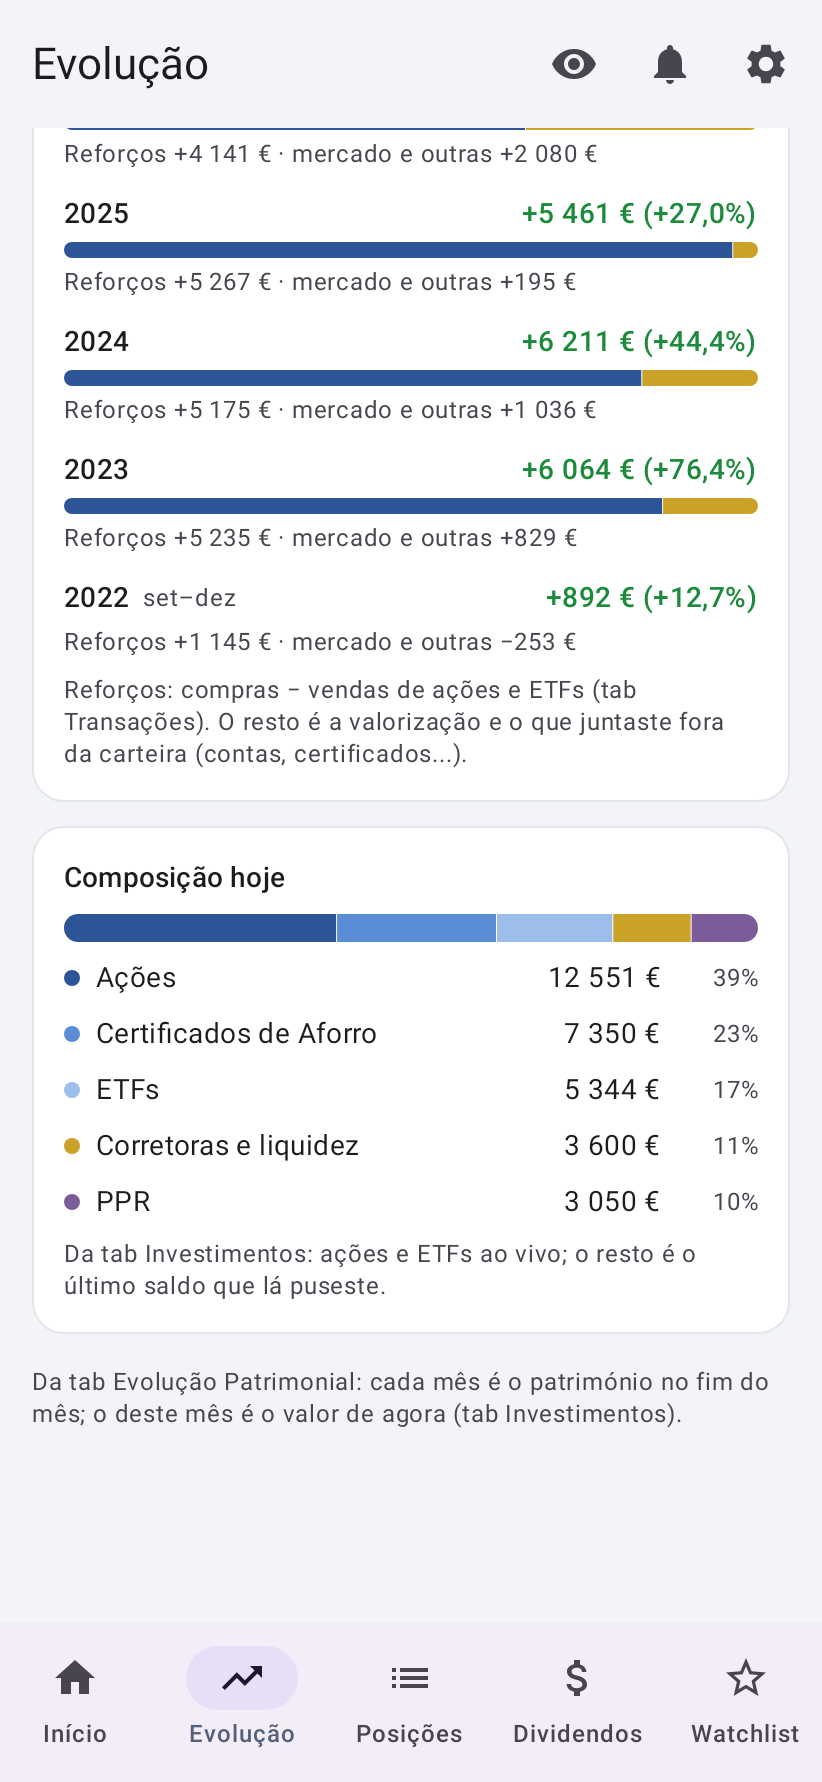 Evolução
Reforços +4 141 € · mercado e outras +2 080 €
2025 +5 461 € (+27,0%)
Reforços +5 267 € · mercado e outras +195 €
2024 +6 211 € (+44,4%)
Reforços +5 175 € · mercado e outras +1 036 €
2023 +6 064 € (+76,4%)
Reforços +5 235 € · mercado e outras +829 €
2022 set–dez +892 € (+12,7%)
Reforços +1 145 € · mercado e outras −253 €
Reforços: compras − vendas de ações e ETFs (tab
Transações). O resto é a valorização e o que juntaste fora
da carteira (contas, certificados...).
Composição hoje
Ações 12 551 € 39%
Certificados de Aforro 7 350 € 23%
ETFs 5 344 € 17%
Corretoras e liquidez 3 600 € 11%
PPR 3 050 € 10%
Da tab Investimentos: ações e ETFs ao vivo; o resto é o
último saldo que lá puseste.
Da tab Evolução Patrimonial: cada mês é o património no fim do
mês; o deste mês é o valor de agora (tab Investimentos).
Início Evolução Posições Dividendos Watchlist